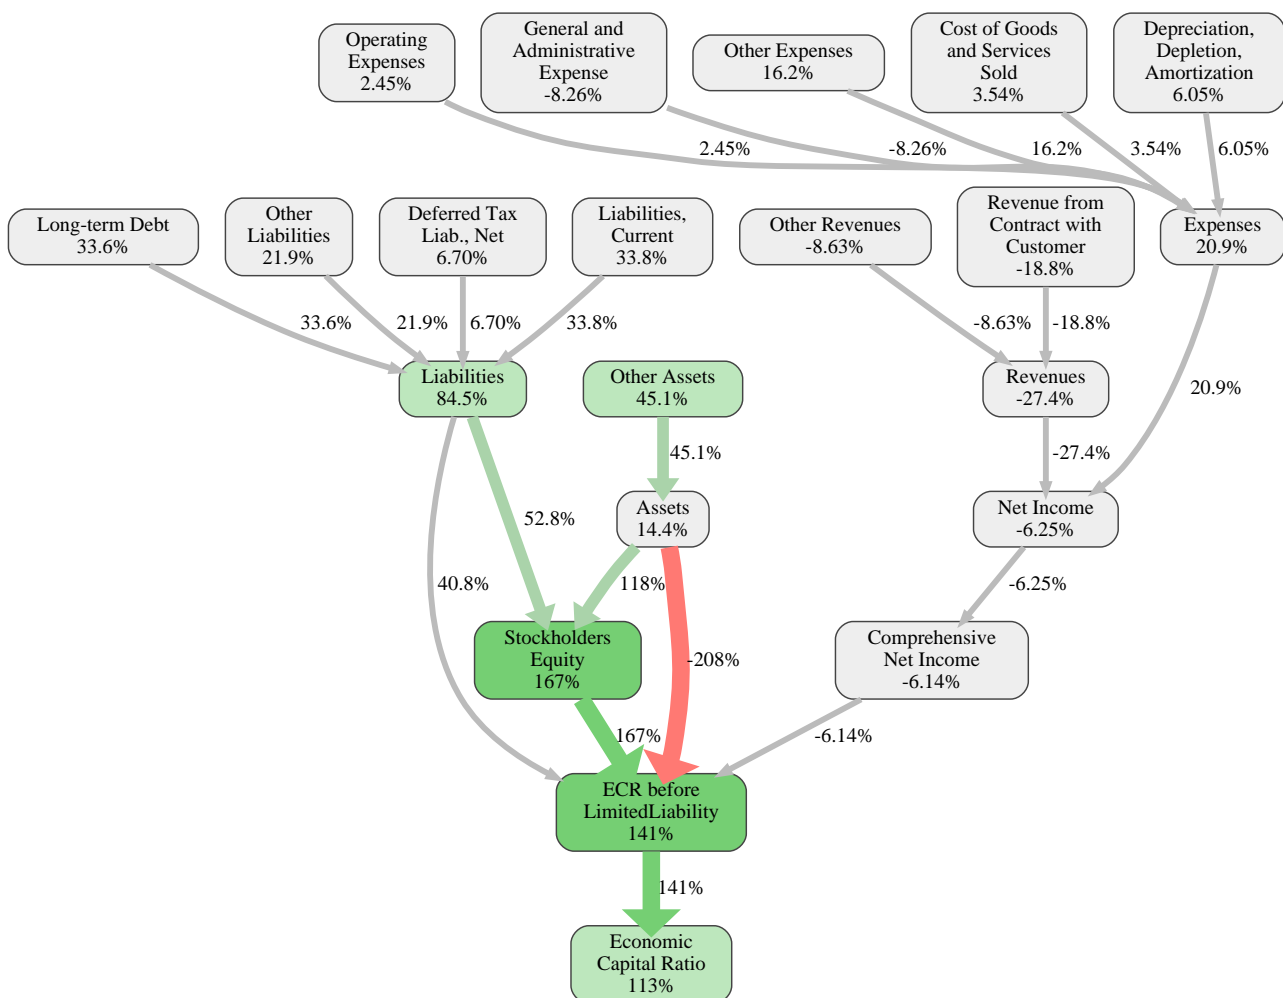 Operating
Expenses
2.45%
General and
Administrative
Expense
-8.26%
Other Expenses
16.2%
Cost of Goods
and Services
Sold
3.54%
Depreciation,
Depletion,
Amortization
6.05%
2.45%
-8.26%
16.2%
3.54%
6.05%
Long-term Debt
33.6%
Other
Liabilities
21.9%
Deferred Tax
Liab., Net
6.70%
Liabilities,
Current
33.8%
Other Revenues
-8.63%
Revenue from
Contract with
Customer
-18.8%
Expenses
20.9%
33.6%
21.9%
6.70%
33.8%
-8.63%
-18.8%
Liabilities
84.5%
Other Assets
45.1%
Revenues
-27.4%
20.9%
45.1%
-27.4%
52.8%
Assets
14.4%
Net Income
-6.25%
40.8%
118%
-6.25%
Stockholders
Equity
167%
-208%
Comprehensive
Net Income
-6.14%
167%
-6.14%
ECR before
LimitedLiability
141%
141%
Economic
Capital Ratio
113%